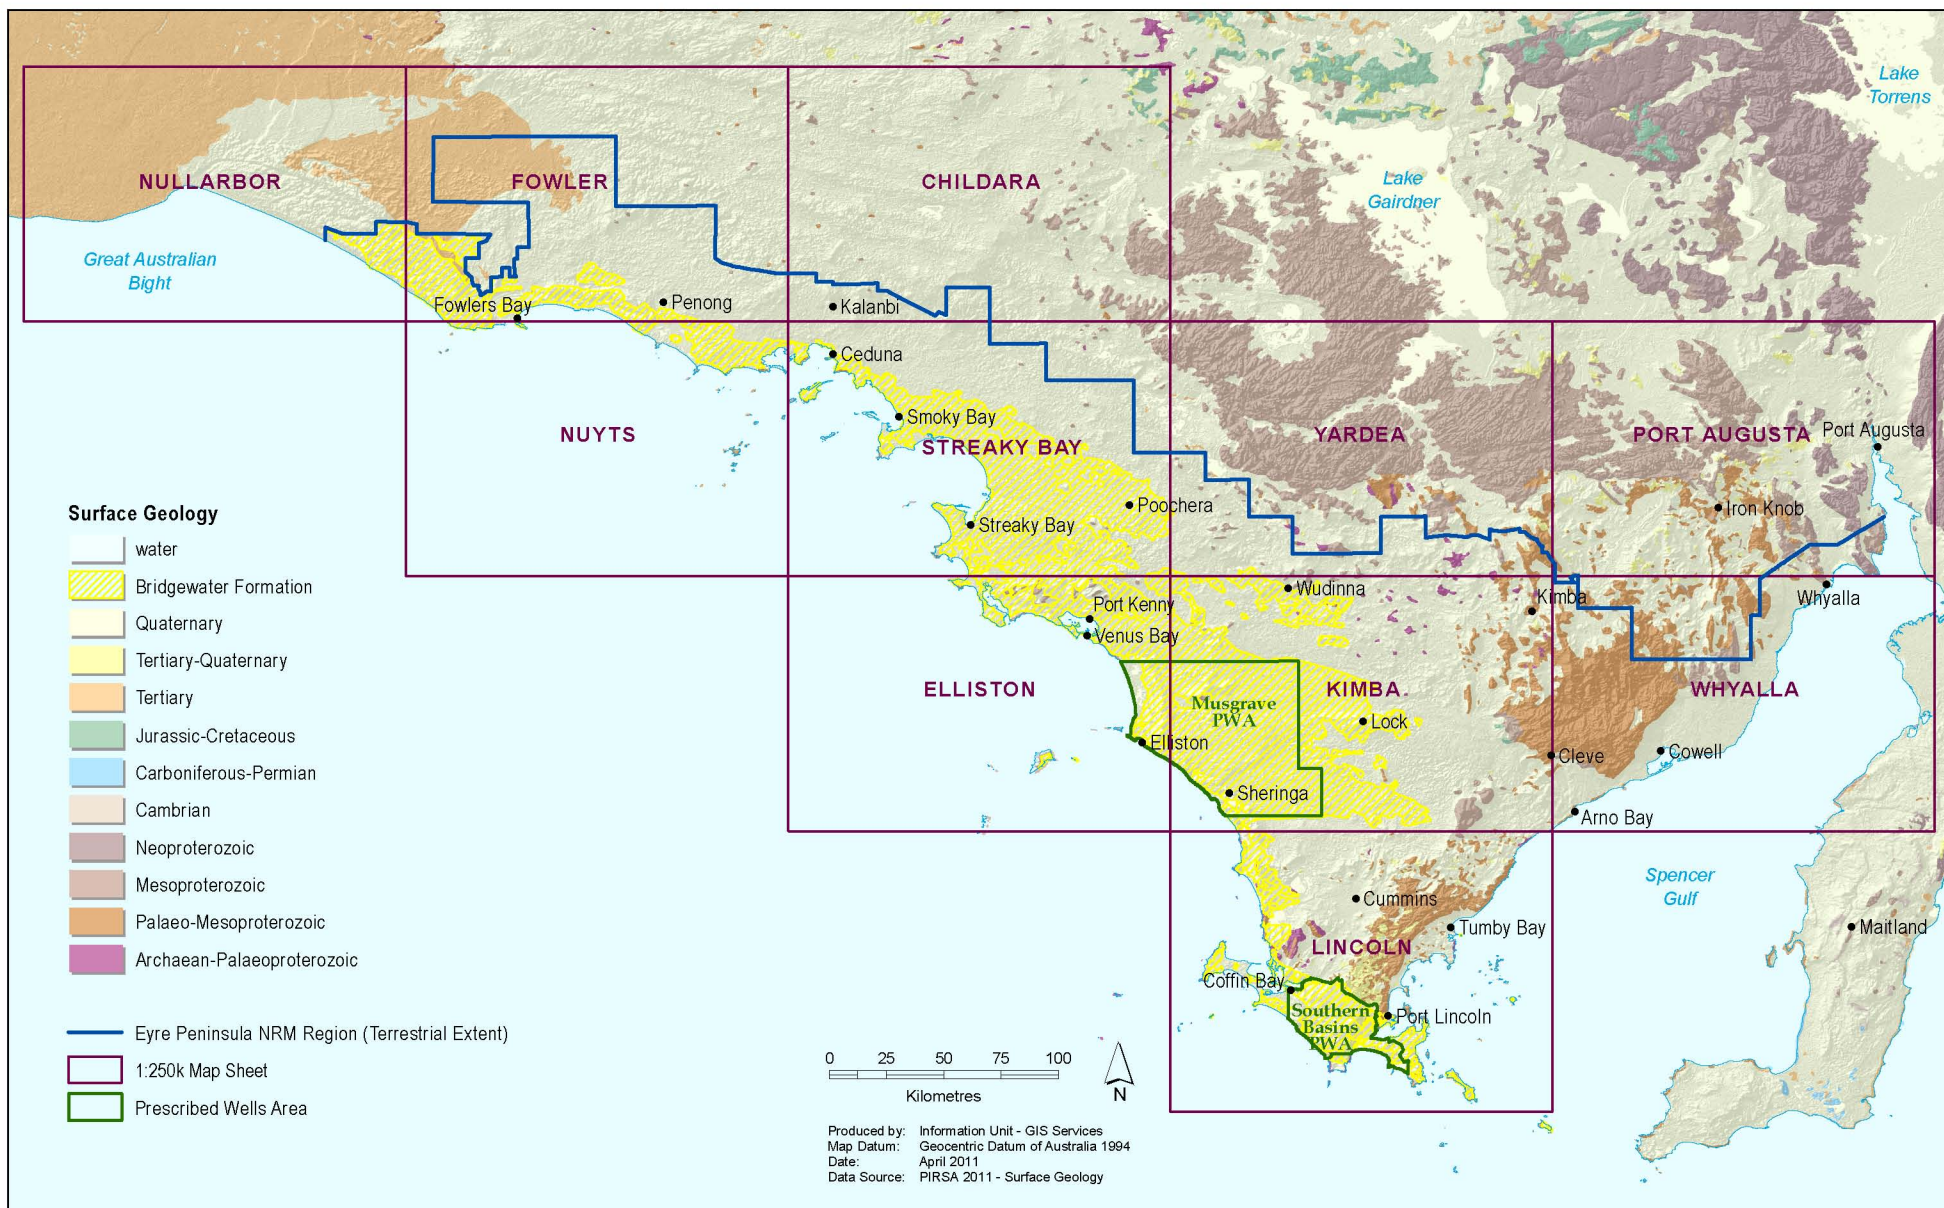 Lake
Torrens
NULLARBOR
FOWLER
CHILDARA
Lake
Gairdner
Great Australian
Bight
Fowlers Bay
Penong
Kalanbi
Ceduna
Smoky Bay
NUYTS
STREAKY BAY
YARDEA
PORT AUGUSTA
Port Augusta
Poochera
Iron Knob
Streaky Bay
Wudinna
Kimba
Whyalla
Port Kenny
Venus Bay
ELLISTON
KIMBA
WHYALLA
Musgrave
PWA
Lock
Elliston
Cleve
Cowell
Sheringa
Arno Bay
Spencer
Gulf
Cummins
Tumby Bay
Maitland
LINCOLN
Coffin Bay
Southern
Basins
PWA
Port Lincoln
Surface Geology
water
Bridgewater Formation
Quaternary
Tertiary-Quaternary
Tertiary
Jurassic-Cretaceous
Carboniferous-Permian
Cambrian
Neoproterozoic
Mesoproterozoic
Palaeo-Mesoproterozoic
Archaean-Palaeoproterozoic
Eyre Peninsula NRM Region (Terrestrial Extent)
1:250k Map Sheet
Prescribed Wells Area
0 25 50 75 100
Kilometres
N
Produced by: Information Unit - GIS Services
Map Datum: Geocentric Datum of Australia 1994
Date: April 2011
Data Source: PIRSA 2011 - Surface Geology